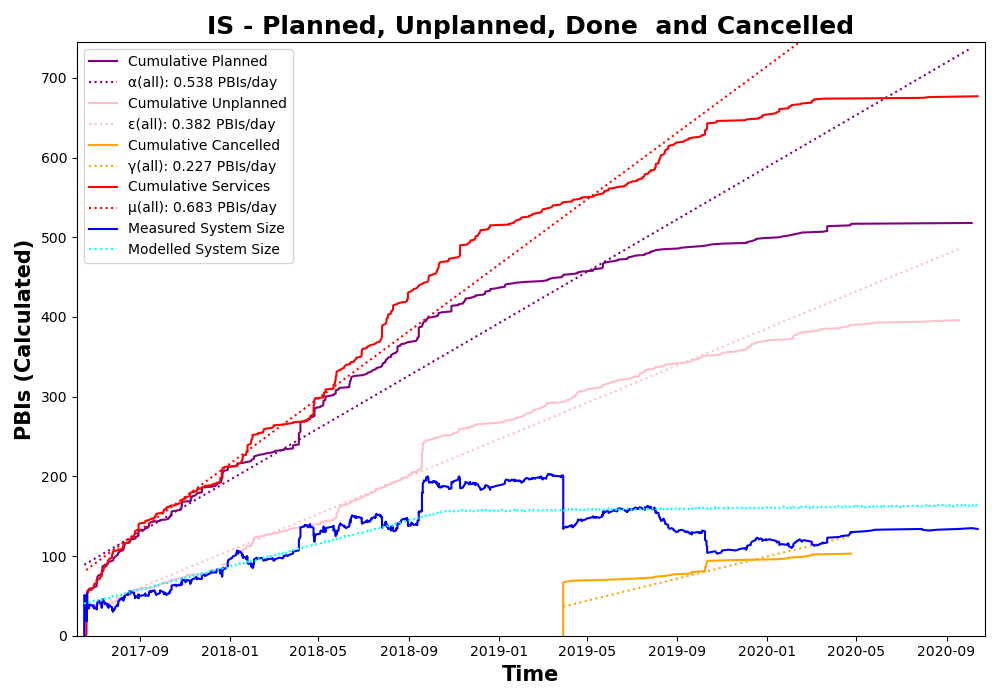 IS - Planned, Unplanned, Done  and Cancelled
Cumulative Planned
α(all): 0.538 PBIs/day
Cumulative Unplanned
ε(all): 0.382 PBIs/day
Cumulative Cancelled
γ(all): 0.227 PBIs/day
Cumulative Services
μ(all): 0.683 PBIs/day
Measured System Size
Modelled System Size
PBIs (Calculated)
700
600
500
400
300
200
100
0
2017-09 2018-01 2018-05 2018-09 2019-01 2019-05 2019-09 2020-01 2020-05 2020-09
Time